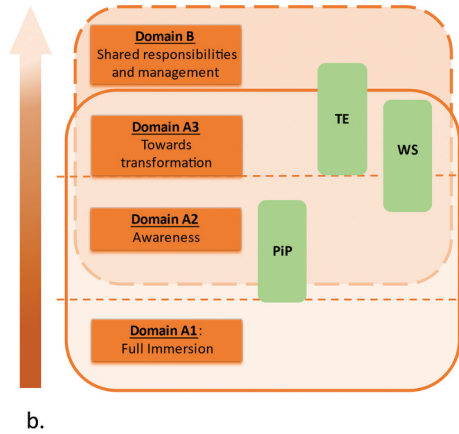 Domain B
Shared responsibilities
and management
TE
Domain A3
Towards
transformation
WS
Domain A2
Awareness
PiP
Domain A1:
Full Immersion
b.